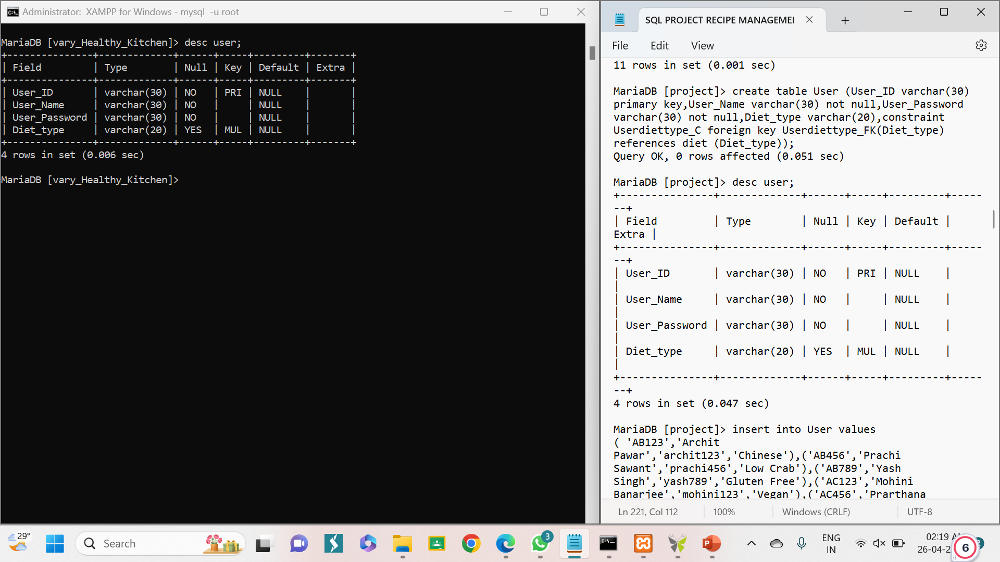 Administrator:  XAMPP for Windows - mysql  -u root
MariaDB [vary_Healthy_Kitchen]> desc user;
+---------------+-------------+------+-----+---------+-------+
| Field         | Type        | Null | Key | Default | Extra |
+---------------+-------------+------+-----+---------+-------+
| User_ID       | varchar(30) | NO   | PRI | NULL    |       |
| User_Name     | varchar(30) | NO   |     | NULL    |       |
| User_Password | varchar(30) | NO   |     | NULL    |       |
| Diet_type     | varchar(20) | YES  | MUL | NULL    |       |
+---------------+-------------+------+-----+---------+-------+
4 rows in set (0.006 sec)
MariaDB [vary_Healthy_Kitchen]>
SQL PROJECT RECIPE MANAGEME
File Edit View
11 rows in set (0.001 sec)
MariaDB [project]> create table User (User_ID varchar(30)
primary key,User_Name varchar(30) not null,User_Password
varchar(30) not null,Diet_type varchar(20),constraint
Userdiettype_C foreign key Userdiettype_FK(Diet_type)
references diet (Diet_type));
Query OK, 0 rows affected (0.051 sec)
MariaDB [project]> desc user;
+---------------+-------------+------+-----+---------+-----
--+
| Field         | Type        | Null | Key | Default |
Extra |
+---------------+-------------+------+-----+---------+-----
--+
| User_ID       | varchar(30) | NO   | PRI | NULL    |
|
| User_Name     | varchar(30) | NO   |     | NULL    |
|
| User_Password | varchar(30) | NO   |     | NULL    |
|
| Diet_type     | varchar(20) | YES  | MUL | NULL    |
|
+---------------+-------------+------+-----+---------+-----
--+
4 rows in set (0.047 sec)
MariaDB [project]> insert into User values
( 'AB123','Archit
Pawar','archit123','Chinese'),('AB456','Prachi
Sawant','prachi456','Low Crab'),('AB789','Yash
Singh','yash789','Gluten Free'),('AC123','Mohini
Banarjee','mohini123','Vegan'),('AC456','Prarthana
Ln 221, Col 112 100% Windows (CRLF) UTF-8
29°
Search
3
ENG
IN
02:19
26-04-2
6